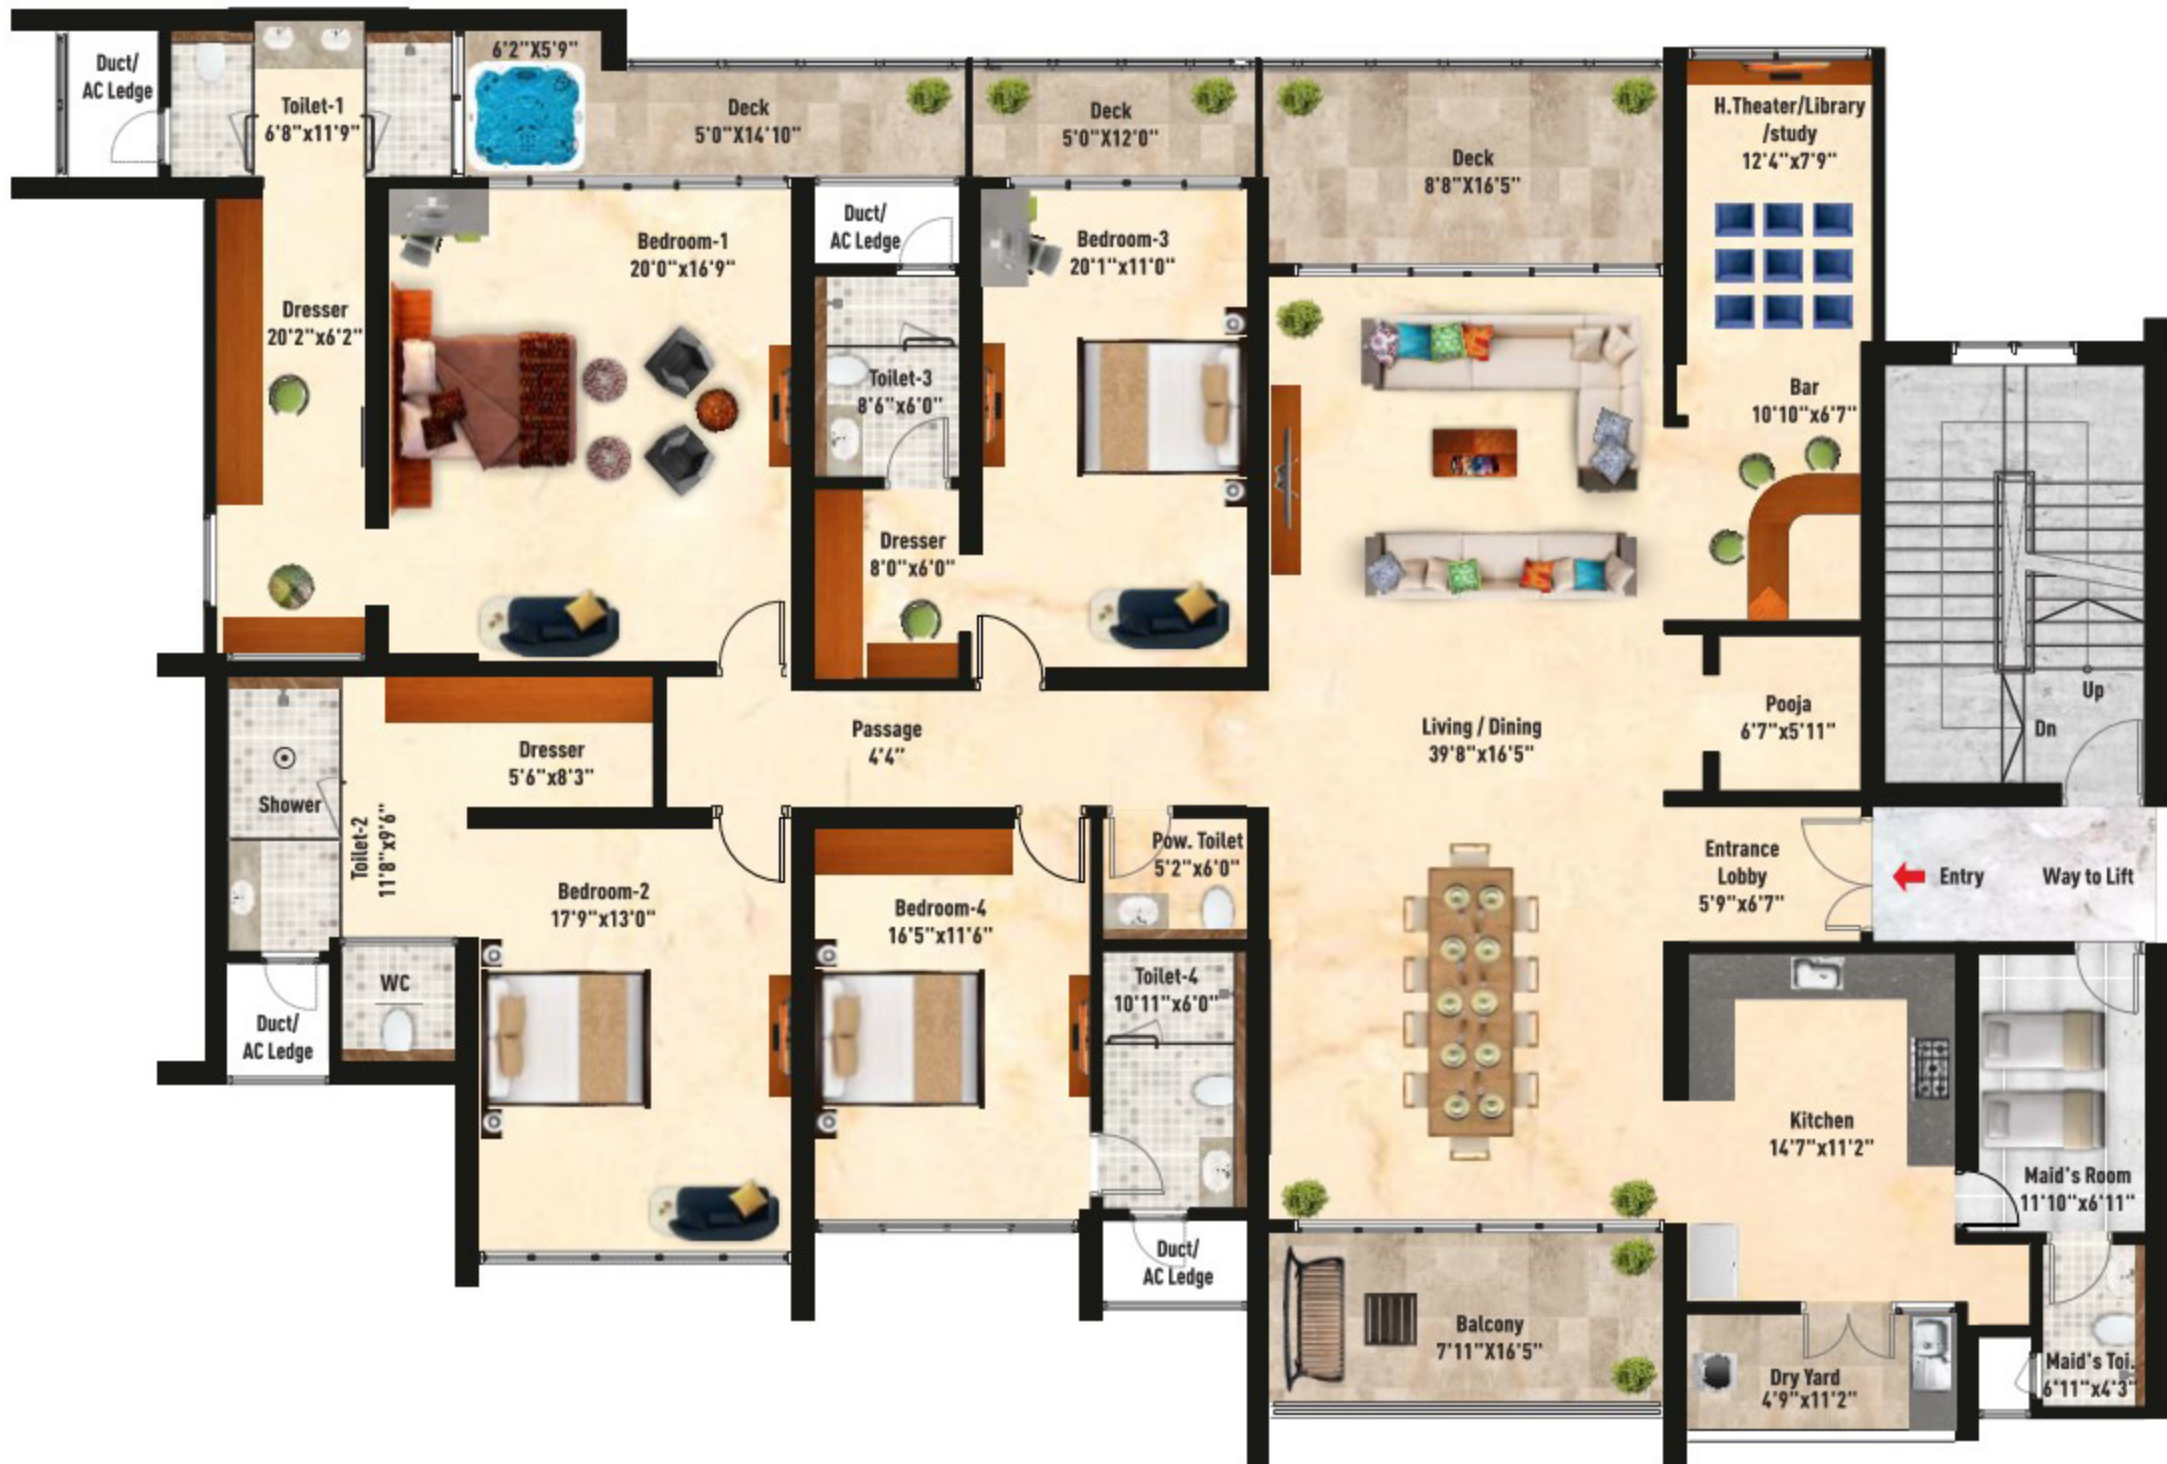 6'2"X5'9"
Duct/
AC Ledge
Toilet-1
6'8"x11'9"
Deck
5'0"X14'10"
Deck
5'0"X12'0"
Deck
8'8"X16'5"
H.Theater/Library
/study
12'4"x7'9"
Duct/
AC Ledge
Bedroom-1
20'0"x16'9"
Bedroom-3
20'1"x11'0"
Dresser
20'2"x6'2"
Toilet-3
8'6"x6'0"
Bar
10'10"x6'7"
Dresser
8'0"x6'0"
Passage
4'4"
Living / Dining
39'8"x16'5"
Pooja
6'7"x5'11"
Up
Dn
Dresser
5'6"x8'3"
Shower
Toilet-2
11'8"x9'6"
Bedroom-2
17'9"x13'0"
Bedroom-4
16'5"x11'6"
Pow. Toilet
5'2"x6'0"
Entrance
Lobby
5'9"x6'7"
Entry
Way to Lift
WC
Duct/
AC Ledge
Toilet-4
10'11"x6'0"
Kitchen
14'7"x11'2"
Maid's Room
11'10"x6'11"
Duct/
AC Ledge
Balcony
7'11"X16'5"
Dry Yard
4'9"x11'2"
Maid's Toi.
6'11"x4'3"